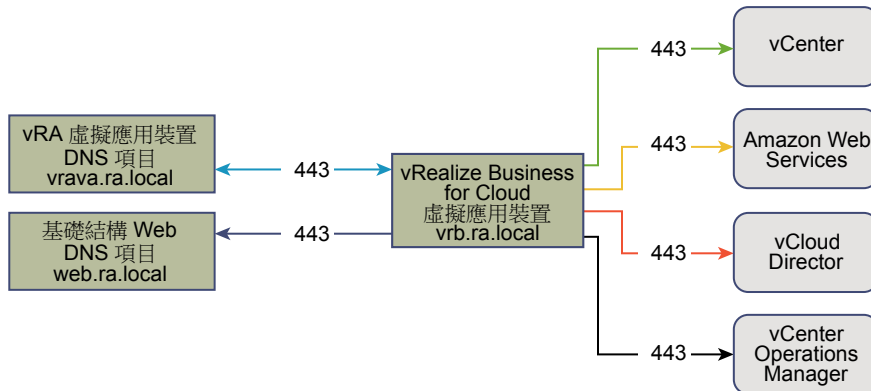 vRA 虛擬應用裝置
DNS 項目
vrava.ra.local
443
基礎結構 Web
DNS 項目
web.ra.local
443
vRealize Business
for Cloud
虛擬應用裝置
vrb.ra.local
443
vCenter
443
Amazon Web
Services
443
vCloud
Director
443
vCenter
Operations
Manager